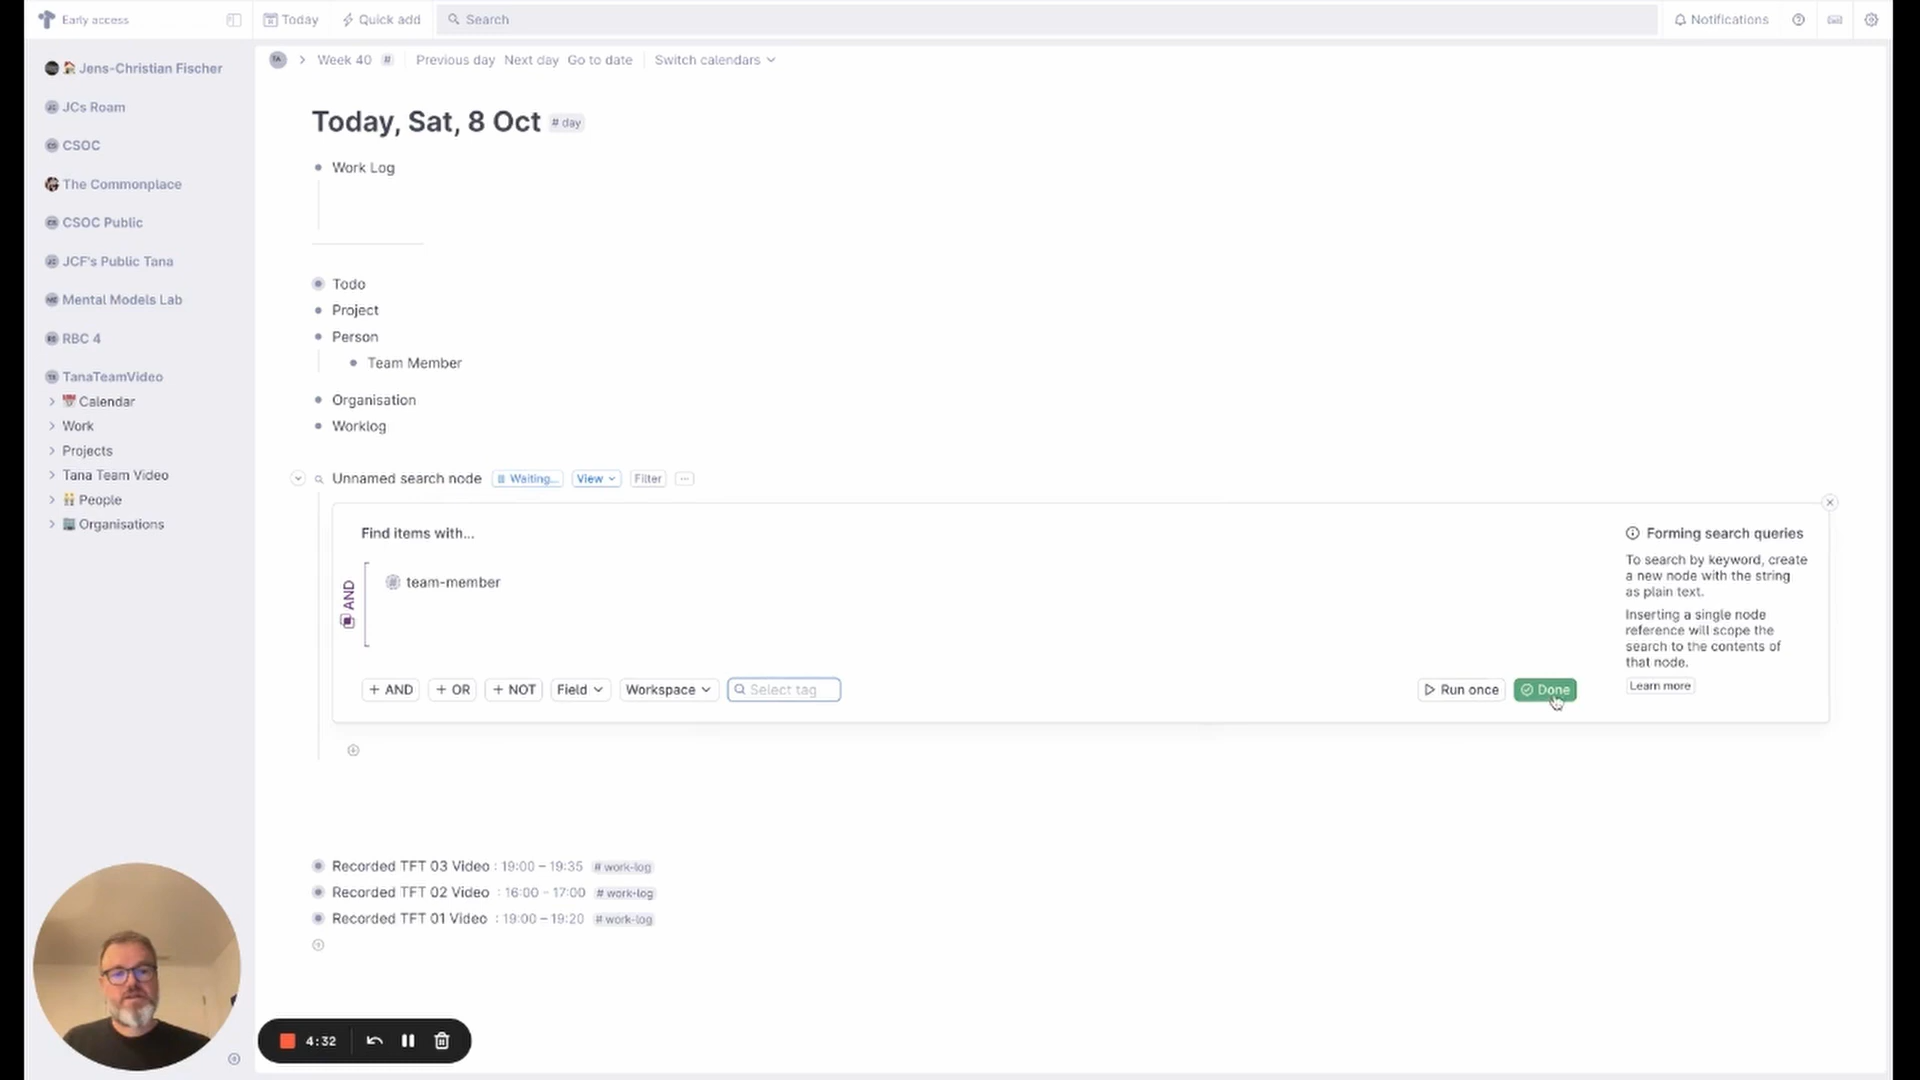 Early access
Today
Quick add
Search
Notifications
Jens-Christian Fischer
JCs Roam
CSOC
The Commonplace
CSOC Public
JCF's Public Tana
Mental Models Lab
RBC 4
TanaTeamVideo
Calendar
Work
Projects
Tana Team Video
People
Organisations
Week 40 #
Previous day Next day Go to date
Switch calendars
Today, Sat, 8 Oct # day
Work Log
Todo
Project
Person
Team Member
Organisation
Worklog
Unnamed search node Waiting... View Filter ...
Find items with...
AND
# team-member
+ AND + OR + NOT Field Workspace Select tag
Run once Done
Forming search queries
To search by keyword, create
a new node with the string
as plain text.
Inserting a single node
reference will scope the
search to the contents of
that node.
Learn more
Recorded TFT 03 Video : 19:00 – 19:35 # work-log
Recorded TFT 02 Video : 16:00 - 17:00 # work-log
Recorded TFT 01 Video : 19:00 – 19:20 # work-log
4:32